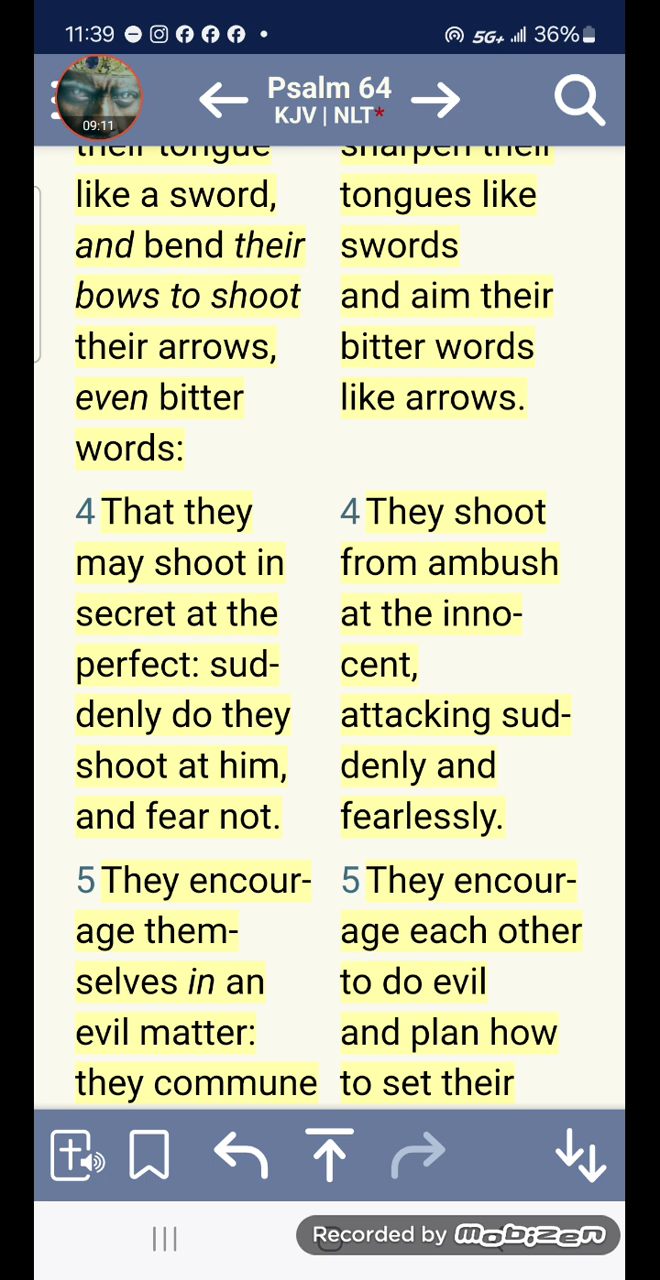 11:39
5G+ 36%
09:11
Psalm 64
KJV | NLT*
their tongue
like a sword,
and bend their
bows to shoot
their arrows,
even bitter
words:
4 That they
may shoot in
secret at the
perfect: sud-
denly do they
shoot at him,
and fear not.
5 They encour-
age them-
selves in an
evil matter:
they commune
sharpen their
tongues like
swords
and aim their
bitter words
like arrows.
4 They shoot
from ambush
at the inno-
cent,
attacking sud-
denly and
fearlessly.
5 They encour-
age each other
to do evil
and plan how
to set their
Recorded by Mobizen